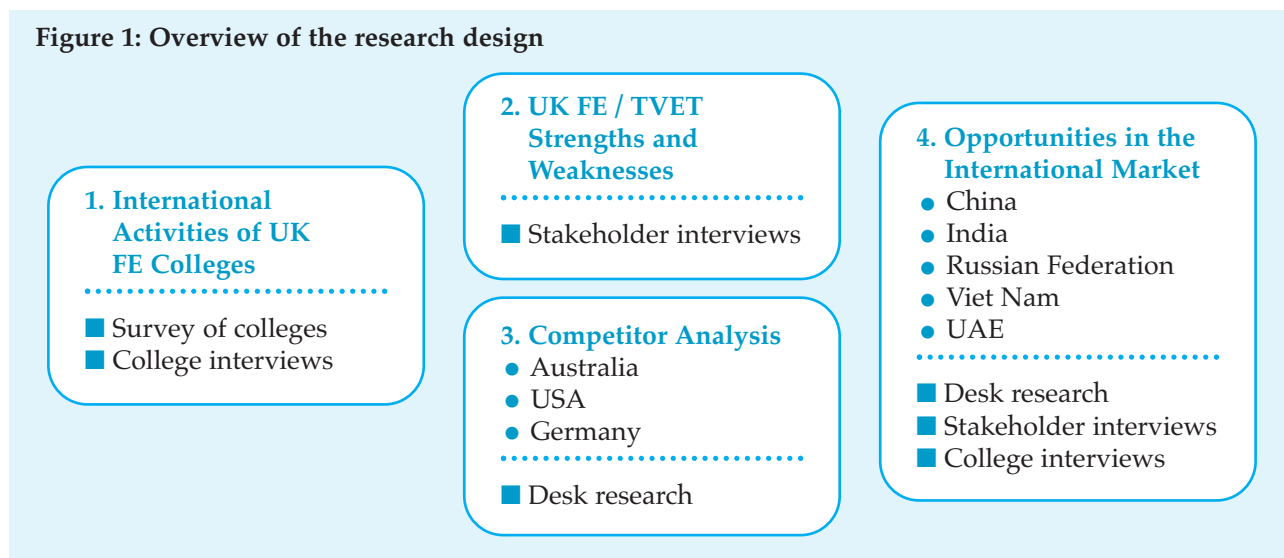 Figure 1: Overview of the research design
1. International
Activities of UK
FE Colleges
■ Survey of colleges
■ College interviews
2. UK FE / TVET
Strengths and
Weaknesses
■ Stakeholder interviews
3. Competitor Analysis
● Australia
● USA
● Germany
■ Desk research
4. Opportunities in the
International Market
● China
● India
● Russian Federation
● Viet Nam
● UAE
■ Desk research
■ Stakeholder interviews
■ College interviews